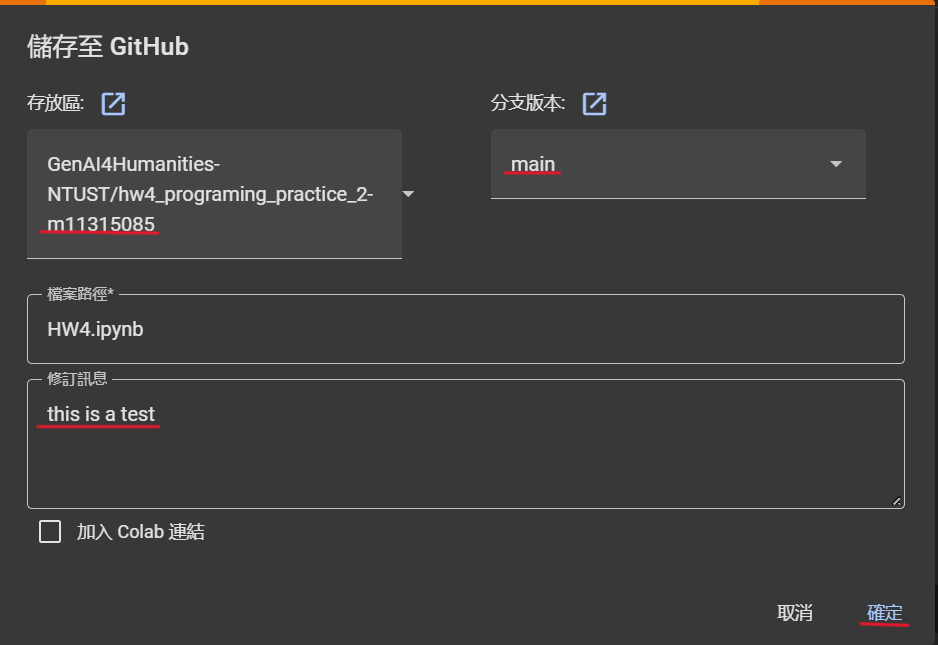 儲存至 GitHub
存放區:
分支版本:
GenAI4Humanities-
NTUST/hw4_programing_practice_2-
m11315085
main
檔案路徑*
HW4.ipynb
修訂訊息
this is a test
加入 Colab 連結
取消
確定